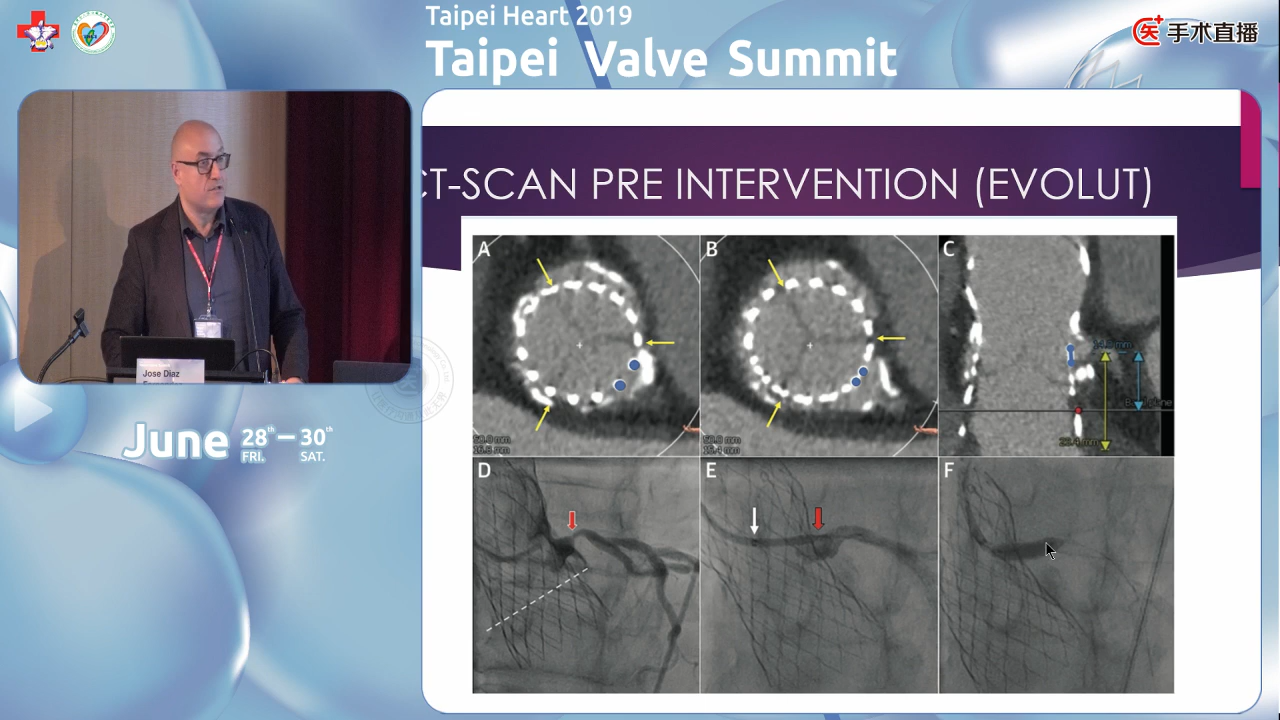 Taipei Heart 2019
Taipei Valve Summit
手术直播
CT-SCAN PRE INTERVENTION (EVOLUT)
A
B
C
D
E
F
Jose Diaz
June 28th — 30th
FRI. SAT.